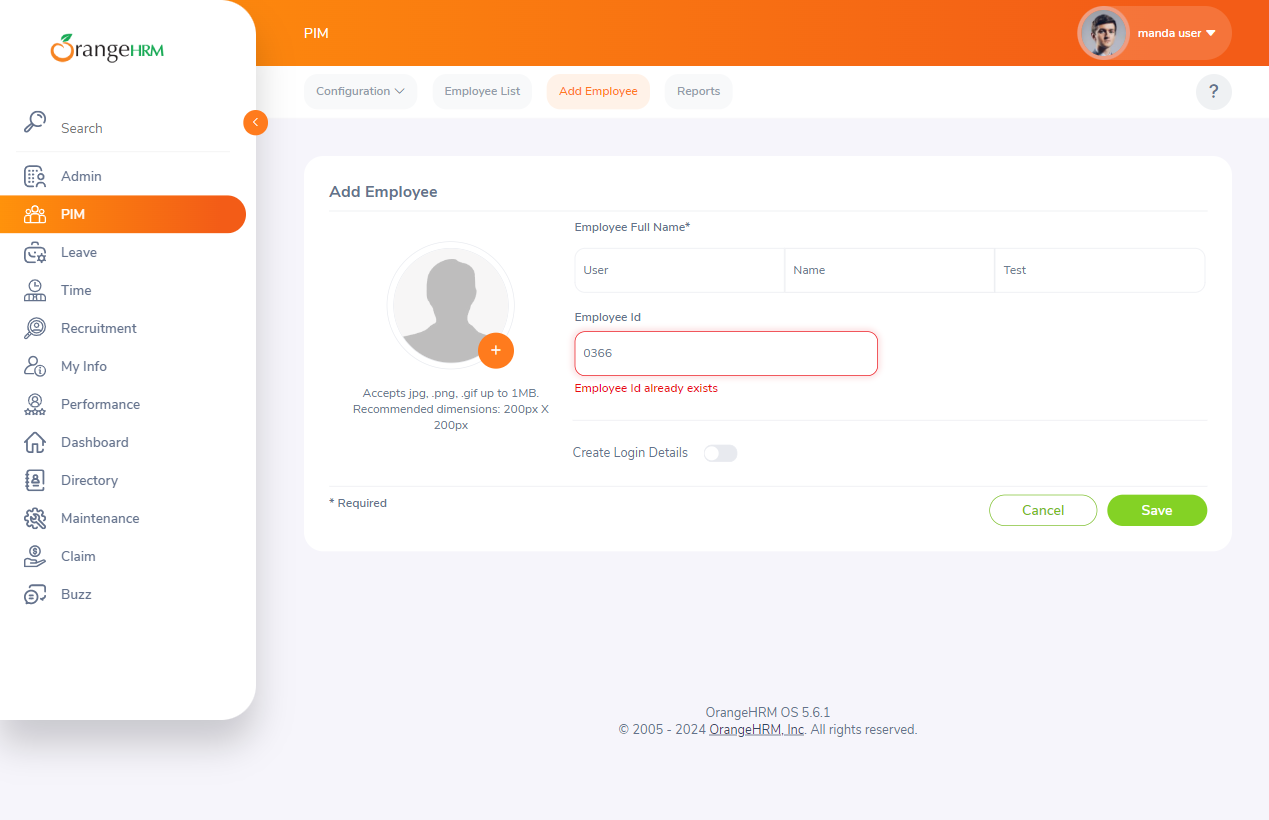 OrangeHRM
PIM
manda user
Configuration
Employee List
Add Employee
Reports
?
Search
Admin
PIM
Leave
Time
Recruitment
My Info
Performance
Dashboard
Directory
Maintenance
Claim
Buzz
Add Employee
Accepts jpg, .png, .gif up to 1MB.
Recommended dimensions: 200px X
200px
Employee Full Name*
User
Name
Test
Employee Id
0366
Employee Id already exists
Create Login Details
* Required
Cancel
Save
OrangeHRM OS 5.6.1
© 2005 - 2024 OrangeHRM, Inc. All rights reserved.